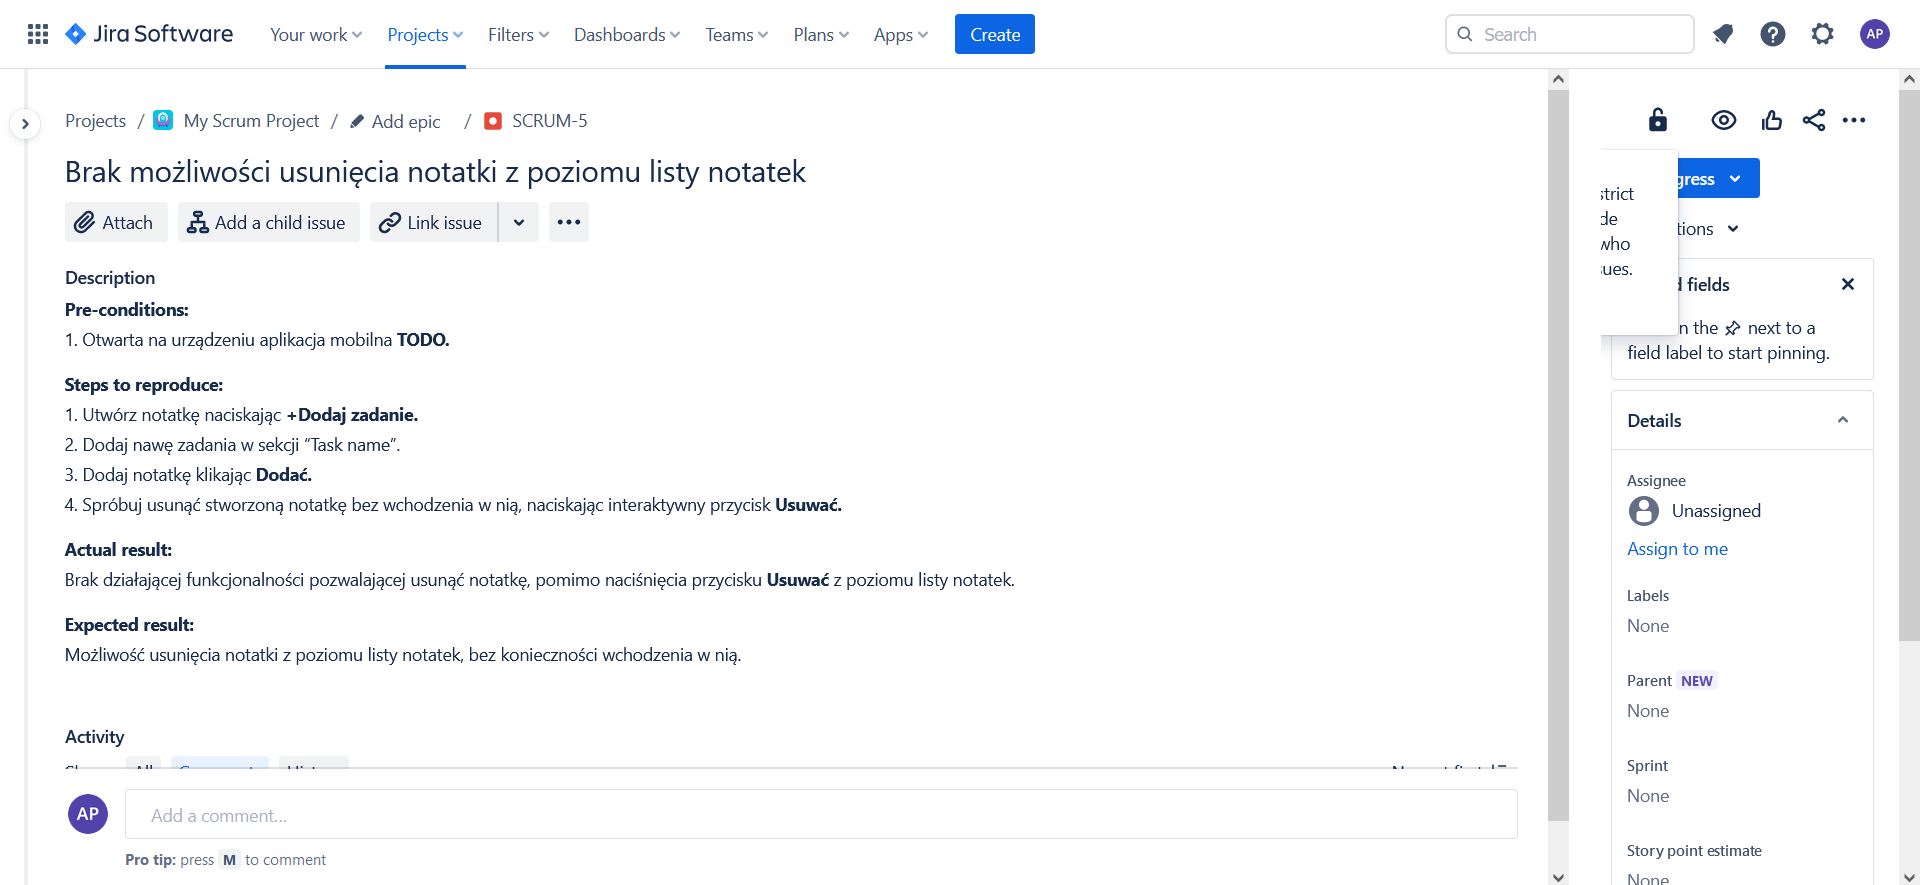 Jira Software
Your work
Projects
Filters
Dashboards
Teams
Plans
Apps
Create
Search
AP
Projects / My Scrum Project / Add epic / SCRUM-5
Brak możliwości usunięcia notatki z poziomu listy notatek
Attach
Add a child issue
Link issue
Description
Pre-conditions:
1. Otwarta na urządzeniu aplikacja mobilna TODO.
Steps to reproduce:
1. Utwórz notatkę naciskając +Dodaj zadanie.
2. Dodaj nawę zadania w sekcji “Task name”.
3. Dodaj notatkę klikając Dodać.
4. Spróbuj usunąć stworzoną notatkę bez wchodzenia w nią, naciskając interaktywny przycisk Usuwać.
Actual result:
Brak działającej funkcjonalności pozwalającej usunąć notatkę, pomimo naciśnięcia przycisku Usuwać z poziomu listy notatek.
Expected result:
Możliwość usunięcia notatki z poziomu listy notatek, bez konieczności wchodzenia w nią.
Activity
AP
Add a comment...
Pro tip: press M to comment
gress
strict
de
who
tions
sues.
fields
n the next to a
field label to start pinning.
Details
Assignee
Unassigned
Assign to me
Labels
None
Parent NEW
None
Sprint
None
Story point estimate
None